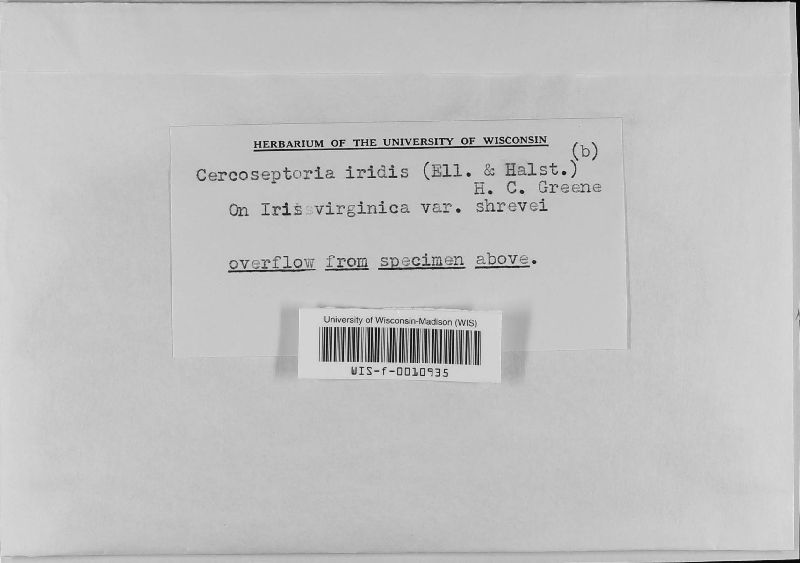 HERBARIUM OF THE UNIVERSITY OF WISCONSIN
(b)
Cercoseptoria iridis (Ell. & Halst.)
H. C. Greene
On Iris virginica var. shrevei
overflow from specimen above.
University of Wisconsin-Madison (WIS)
WIS-f-0010935